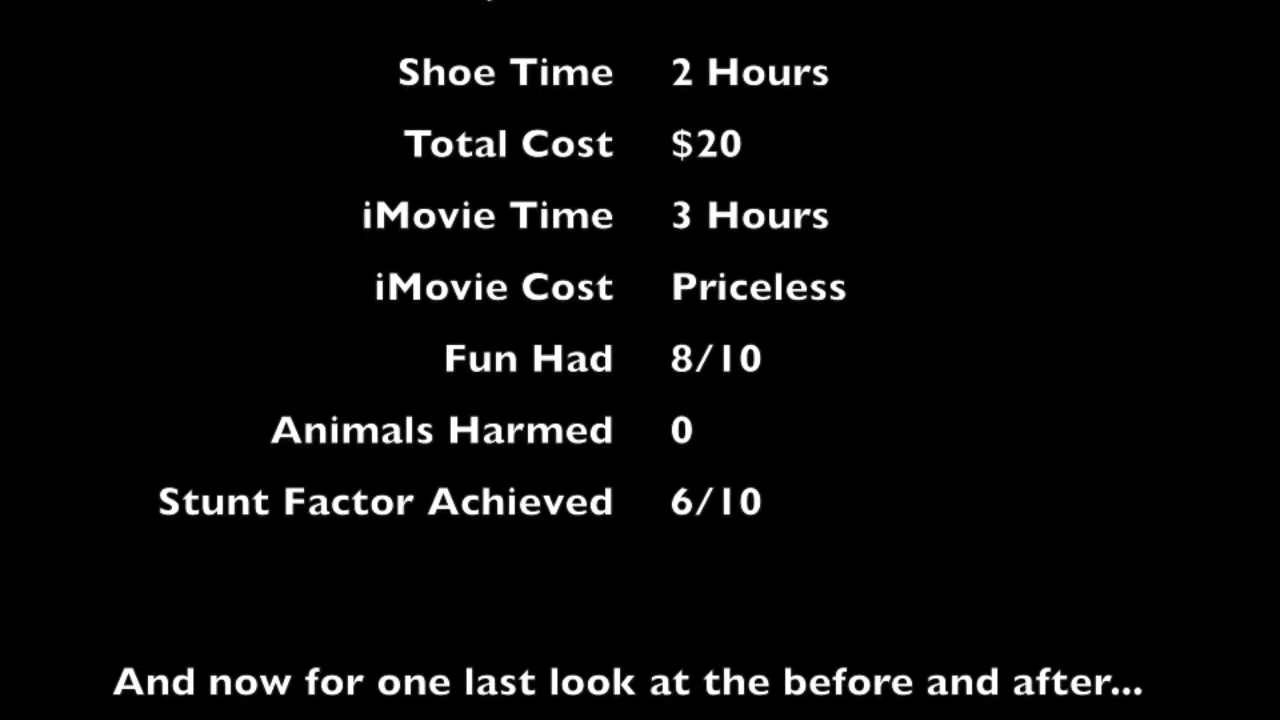 Shoe Time 2 Hours
Total Cost $20
iMovie Time 3 Hours
iMovie Cost Priceless
Fun Had 8/10
Animals Harmed 0
Stunt Factor Achieved 6/10
And now for one last look at the before and after...